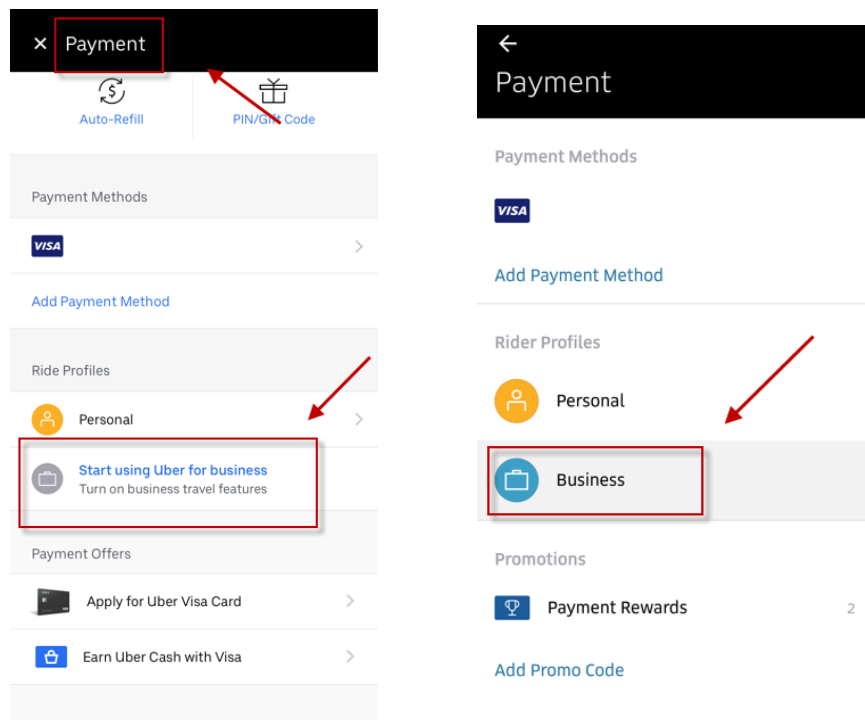 Payment
Auto-Refill
PIN/Gift Code
Payment Methods
VISA
Add Payment Method
Ride Profiles
Personal
Start using Uber for business
Turn on business travel features
Payment Offers
Apply for Uber Visa Card
Earn Uber Cash with Visa
Payment
Payment Methods
VISA
Add Payment Method
Rider Profiles
Personal
Business
Promotions
Payment Rewards 2
Add Promo Code